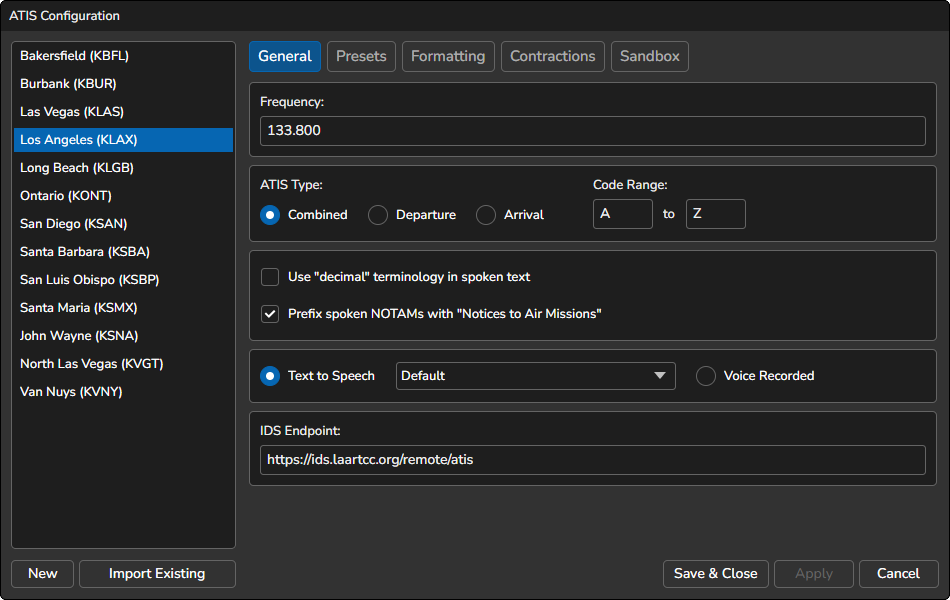 ATIS Configuration
Bakersfield (KBFL)
Burbank (KBUR)
Las Vegas (KLAS)
Los Angeles (KLAX)
Long Beach (KLGB)
Ontario (KONT)
San Diego (KSAN)
Santa Barbara (KSBA)
San Luis Obispo (KSBP)
Santa Maria (KSMX)
John Wayne (KSNA)
North Las Vegas (KVGT)
Van Nuys (KVNY)
New Import Existing
General Presets Formatting Contractions Sandbox
Frequency:
133.800
ATIS Type: Code Range:
Combined Departure Arrival A to Z
Use "decimal" terminology in spoken text
Prefix spoken NOTAMs with "Notices to Air Missions"
Text to Speech Default Voice Recorded
IDS Endpoint:
https://ids.laartcc.org/remote/atis
Save & Close Apply Cancel